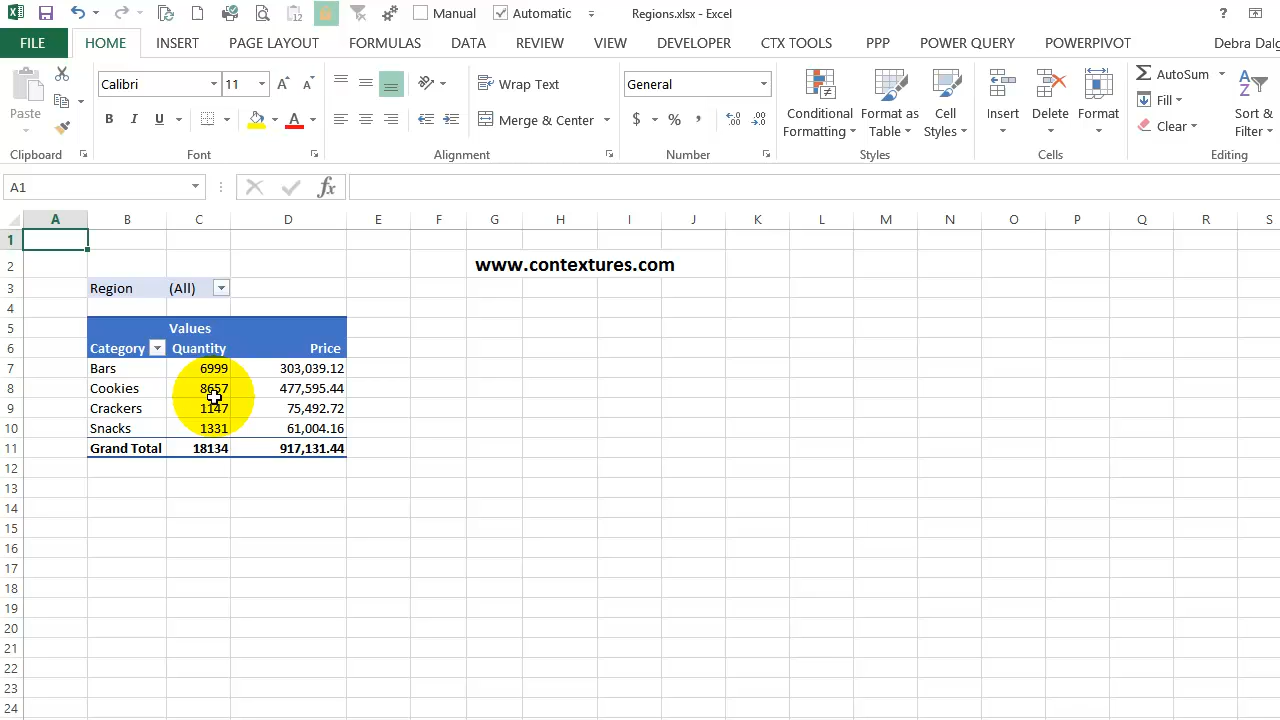 Manual Automatic Regions.xlsx - Excel ?
FILE HOME INSERT PAGE LAYOUT FORMULAS DATA REVIEW VIEW DEVELOPER CTX TOOLS PPP POWER QUERY POWERPIVOT Debra Dalg
Paste Calibri 11 Wrap Text General Conditional Formatting Format as Table Cell Styles Insert Delete Format AutoSum Sort & Filter
B I U A Merge & Center $ % , Fill
Clear
Clipboard Font Alignment Number Styles Cells Editing
A1 fx
A B C D E F G H I J K L M N O P Q R S
1
2 www.contextures.com
3 Region (All)
4
5 Values
6 Category Quantity Price
7 Bars 6999 303,039.12
8 Cookies 8657 477,595.44
9 Crackers 1147 75,492.72
10 Snacks 1331 61,004.16
11 Grand Total 18134 917,131.44
12
13
14
15
16
17
18
19
20
21
22
23
24